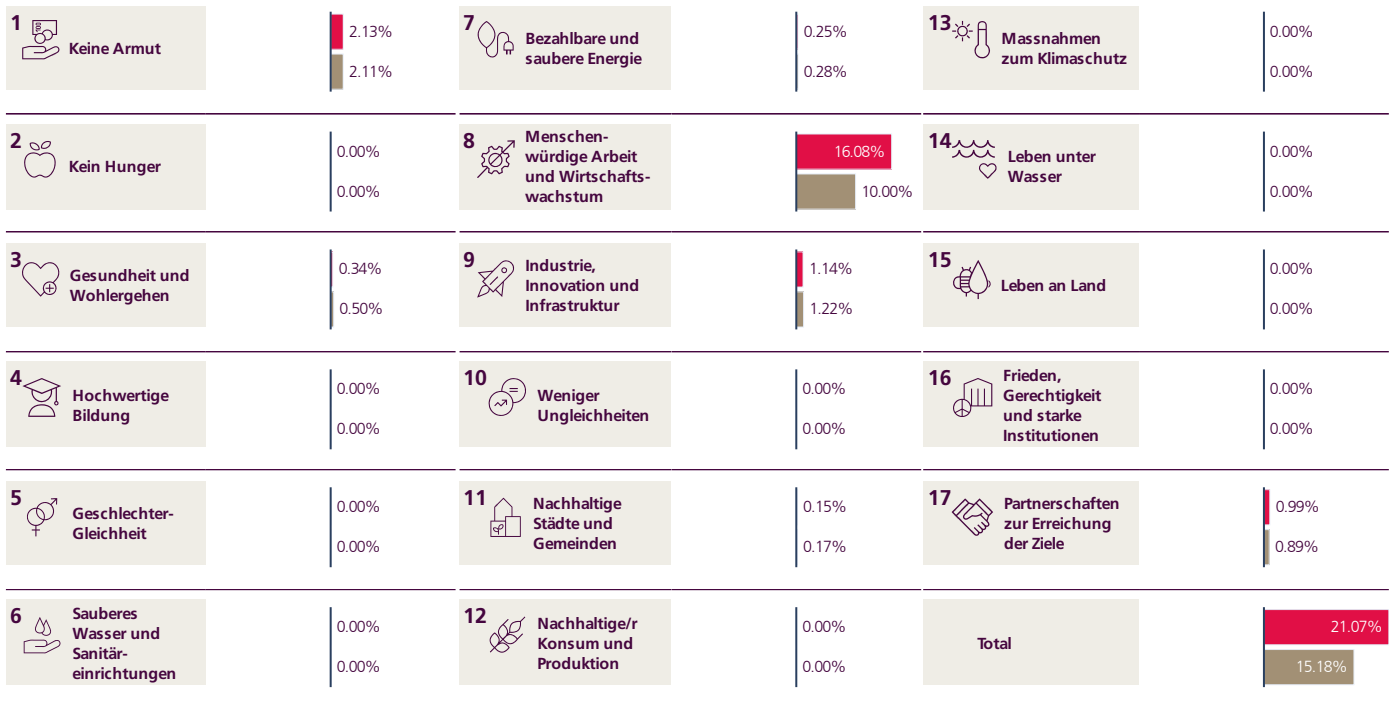 1
Keine Armut
2.13%
2.11%
2
Kein Hunger
0.00%
0.00%
3
Gesundheit und
Wohlergehen
0.34%
0.50%
4
Hochwertige
Bildung
0.00%
0.00%
5
Geschlechter-
Gleichheit
0.00%
0.00%
6
Sauberes
Wasser und
Sanitär-
einrichtungen
0.00%
0.00%
7
Bezahlbare und
saubere Energie
0.25%
0.28%
8
Menschen-
würdige Arbeit
und Wirtschafts-
wachstum
16.08%
10.00%
9
Industrie,
Innovation und
Infrastruktur
1.14%
1.22%
10
Weniger
Ungleichheiten
0.00%
0.00%
11
Nachhaltige
Städte und
Gemeinden
0.15%
0.17%
12
Nachhaltige/r
Konsum und
Produktion
0.00%
0.00%
13
Massnahmen
zum Klimaschutz
0.00%
0.00%
14
Leben unter
Wasser
0.00%
0.00%
15
Leben an Land
0.00%
0.00%
16
Frieden,
Gerechtigkeit
und starke
Institutionen
0.00%
0.00%
17
Partnerschaften
zur Erreichung
der Ziele
0.99%
0.89%
Total
21.07%
15.18%